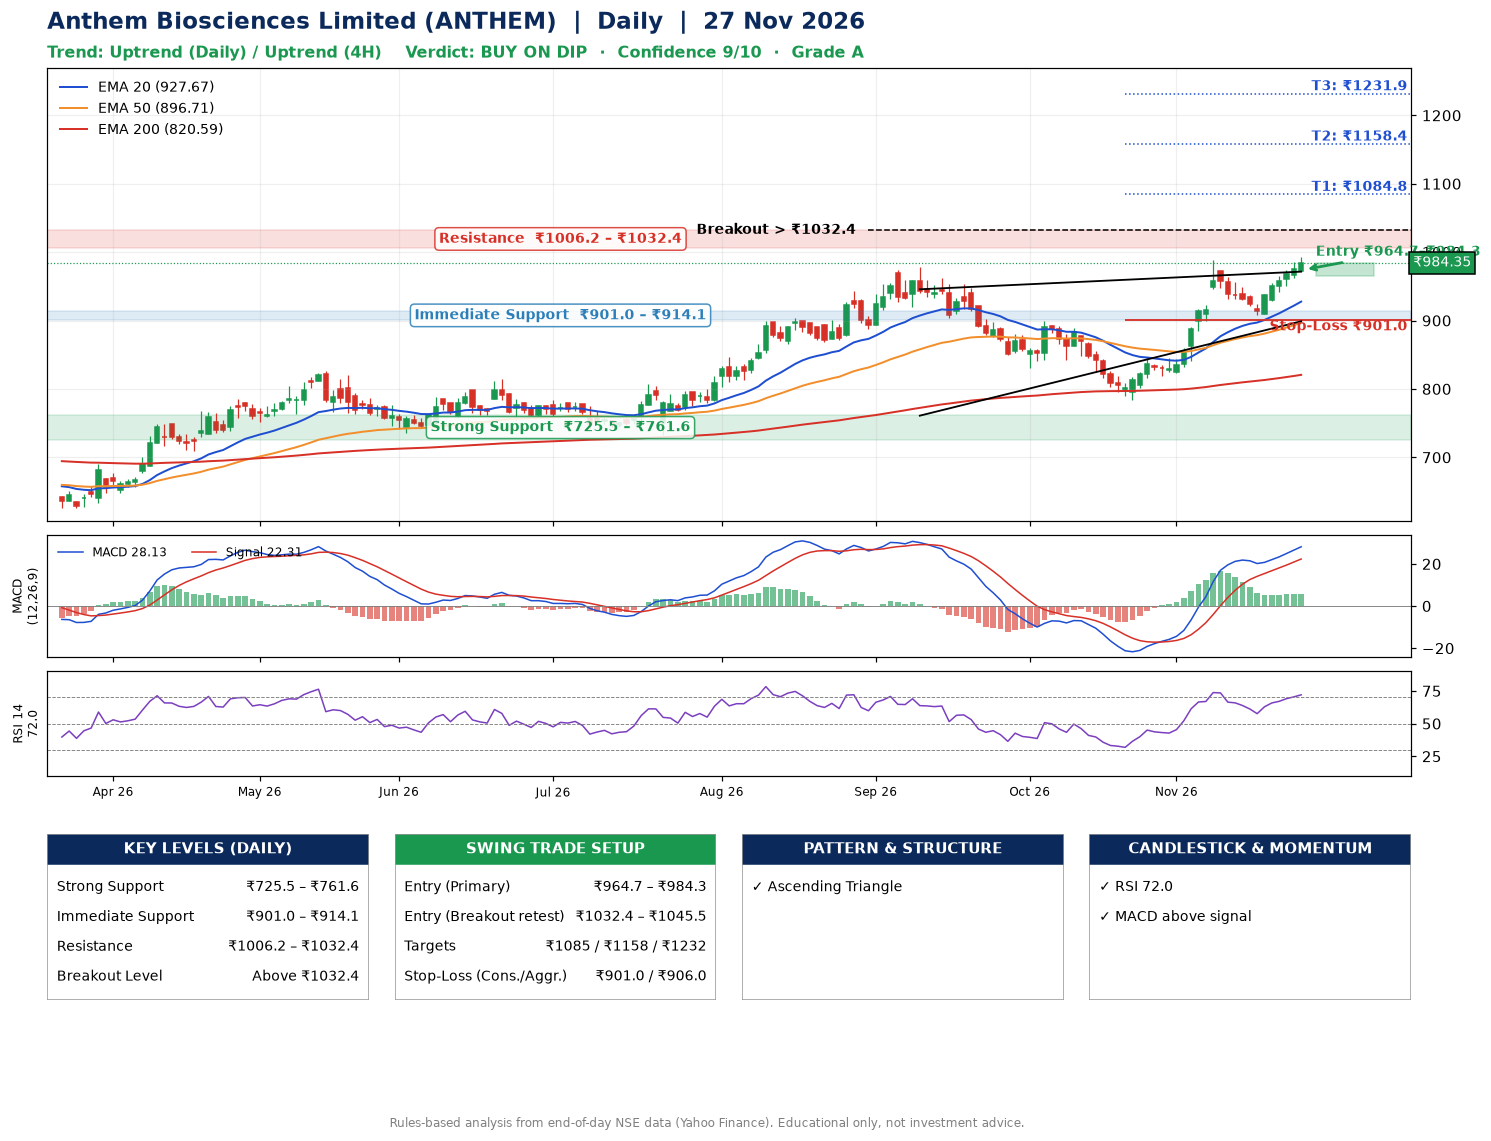 Anthem Biosciences Limited (ANTHEM) | Daily | 27 Nov 2026
Trend: Uptrend (Daily) / Uptrend (4H) Verdict: BUY ON DIP · Confidence 9/10 · Grade A
EMA 20 (927.67)
EMA 50 (896.71)
EMA 200 (820.59)
T3: ₹1231.9
1200
T2: ₹1158.4
T1: ₹1084.8
1100
Breakout > ₹1032.4
Resistance ₹1006.2 – ₹1032.4
Entry ₹964.7–₹984.3
₹984.35
Immediate Support ₹901.0 – ₹914.1
900
Stop-Loss ₹901.0
800
Strong Support ₹725.5 – ₹761.6
700
MACD 28.13
Signal 22.31
MACD
(12,26,9)
20
0
−20
RSI 14
72.0
75
50
25
Apr 26
May 26
Jun 26
Jul 26
Aug 26
Sep 26
Oct 26
Nov 26
KEY LEVELS (DAILY)
Strong Support ₹725.5 – ₹761.6
Immediate Support ₹901.0 – ₹914.1
Resistance ₹1006.2 – ₹1032.4
Breakout Level Above ₹1032.4
SWING TRADE SETUP
Entry (Primary) ₹964.7 – ₹984.3
Entry (Breakout retest) ₹1032.4 – ₹1045.5
Targets ₹1085 / ₹1158 / ₹1232
Stop-Loss (Cons./Aggr.) ₹901.0 / ₹906.0
PATTERN & STRUCTURE
✓ Ascending Triangle
CANDLESTICK & MOMENTUM
✓ RSI 72.0
✓ MACD above signal
Rules-based analysis from end-of-day NSE data (Yahoo Finance). Educational only, not investment advice.